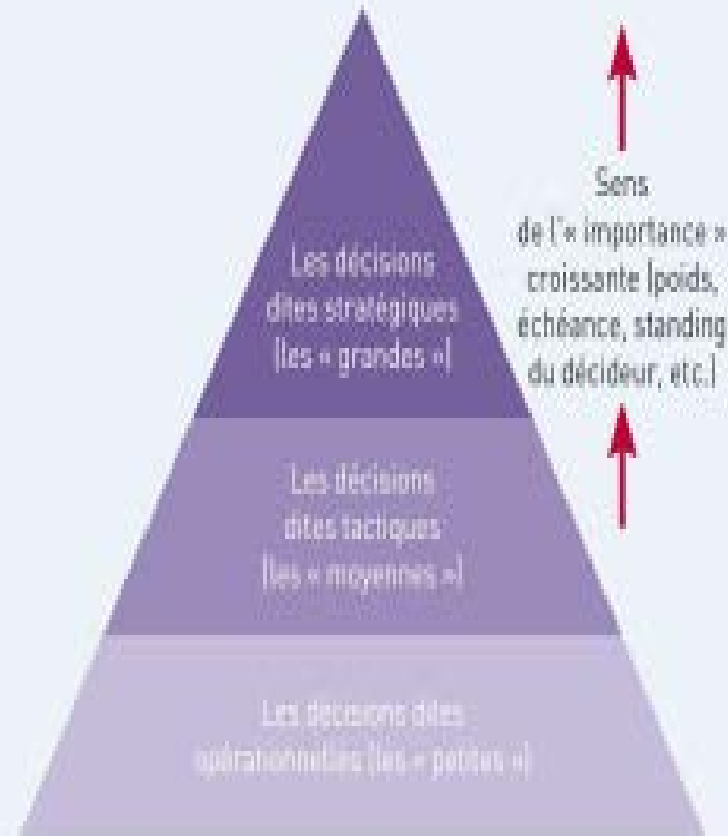 Les décisions
dites stratégiques
(les « grandes »)
Sens
de l'« importance »
croissante (poids,
échéance, standing
du décideur, etc.)
Les décisions
dites tactiques
(les « moyennes »)
Les décisions dites
opérationnelles (les « petites »)